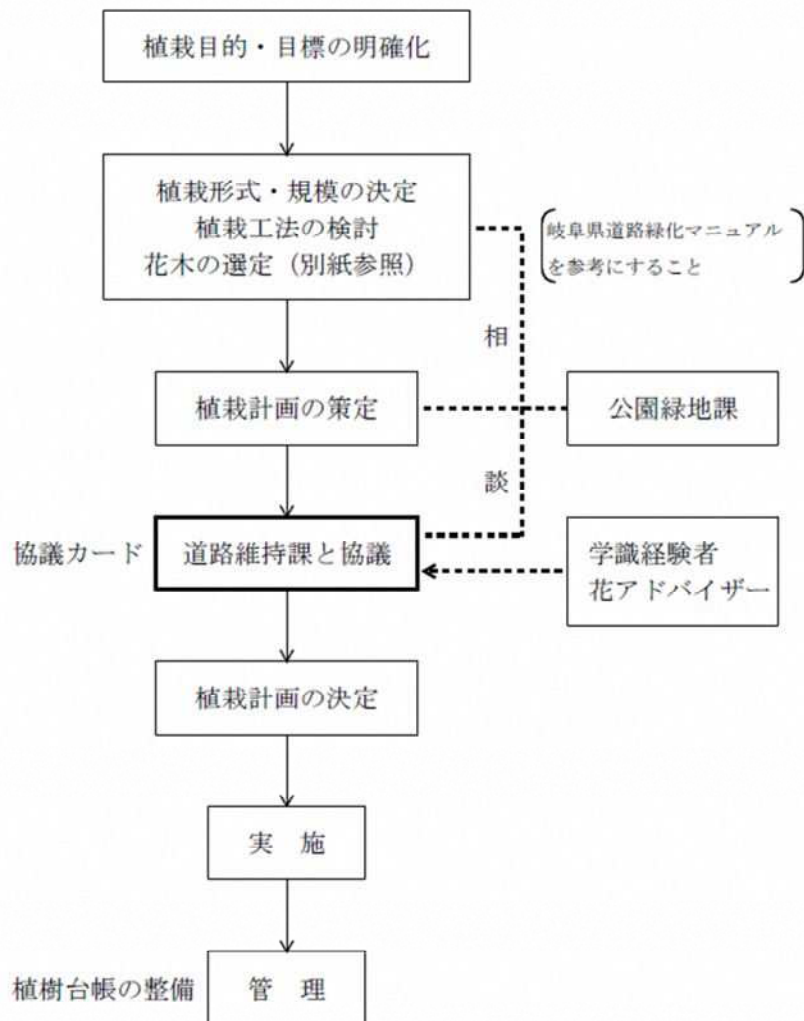 植栽目的・目標の明確化
植栽形式・規模の決定
植栽工法の検討
花木の選定（別紙参照）
岐阜県道路緑化マニュアル
を参考にすること
相
植栽計画の策定
公園緑地課
談
協議カード
道路維持課と協議
学識経験者
花アドバイザー
植栽計画の決定
実　施
植樹台帳の整備
管　理